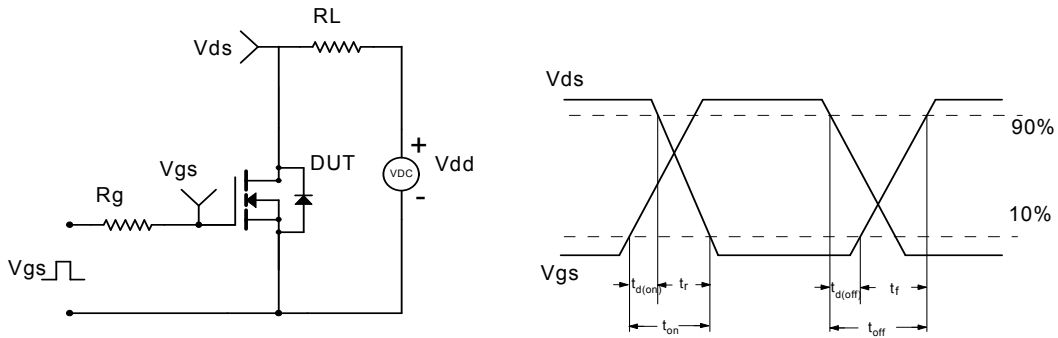 RL
Vds
Vgs
DUT
+
VDC
Vdd
-
Rg
Vgs
Vds
90%
10%
Vgs
td(on)
tr
td(off)
tf
ton
toff